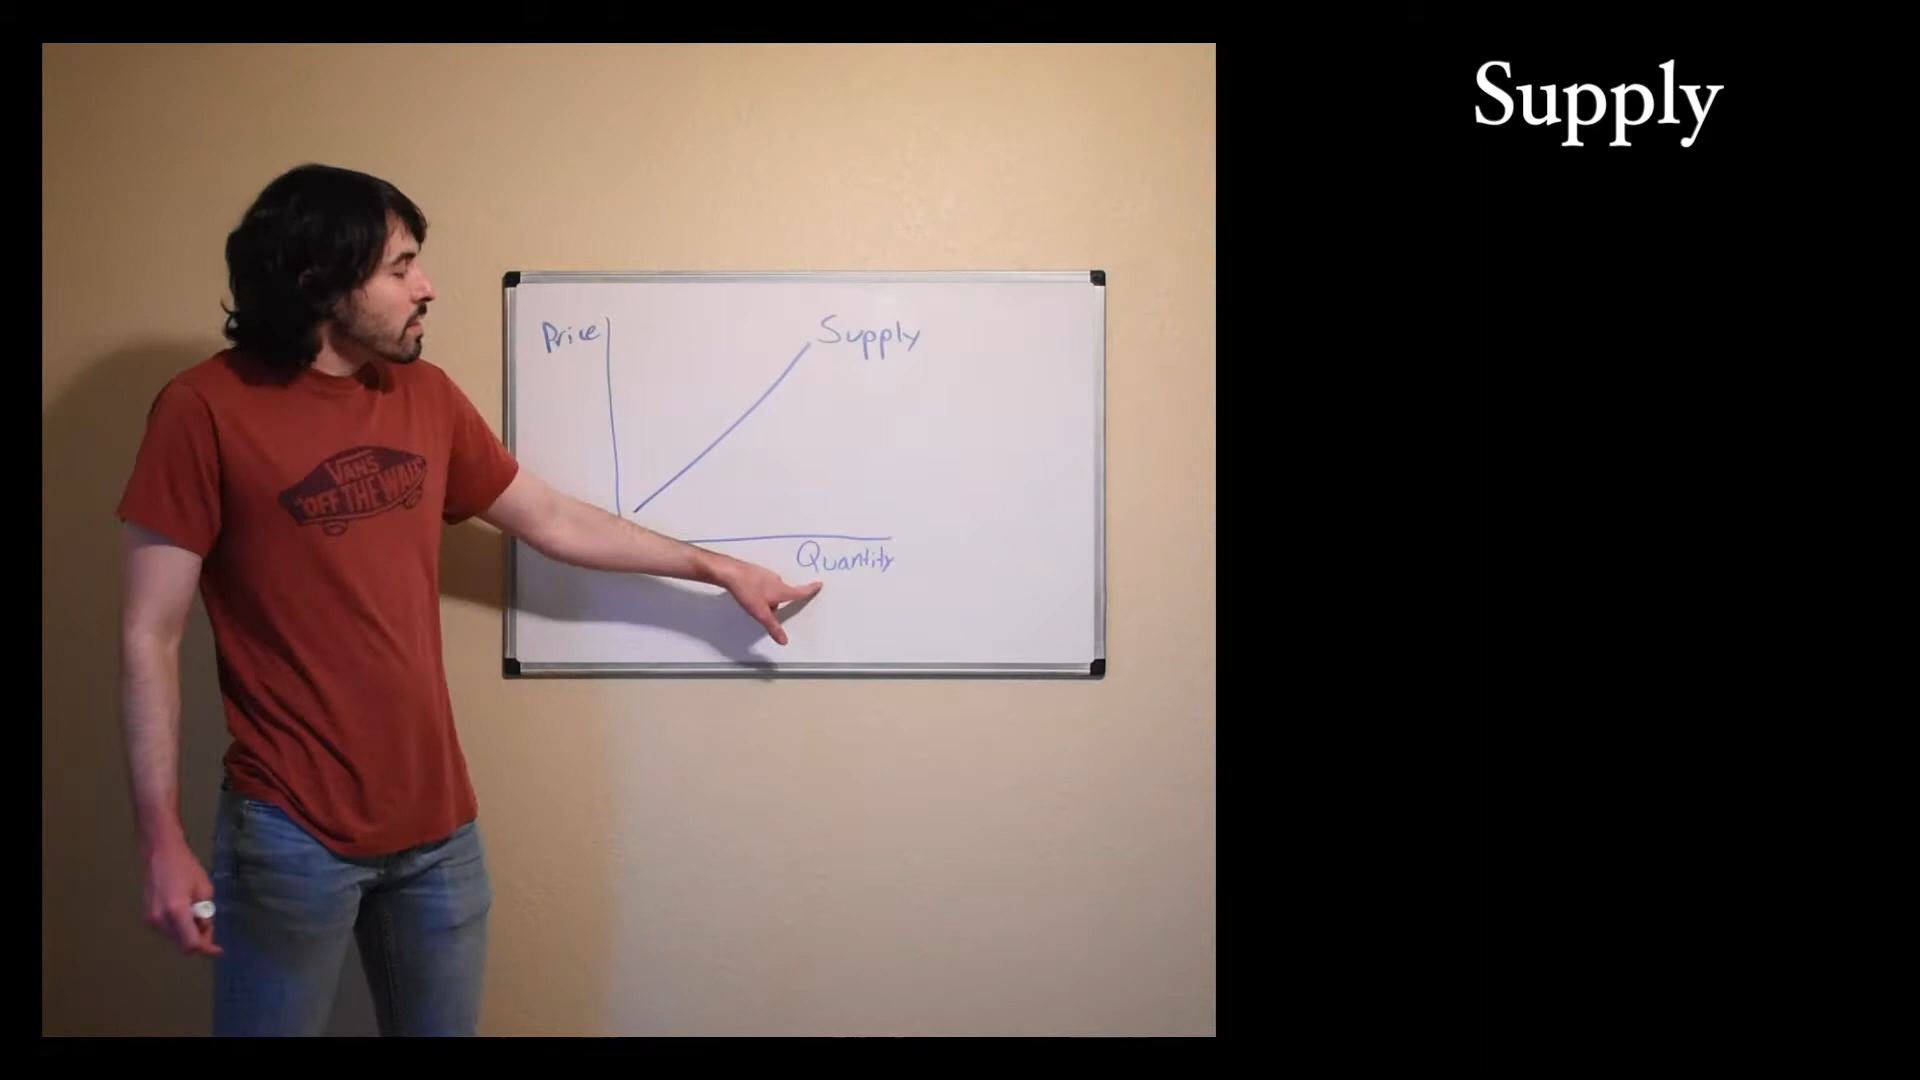 Supply
Price
Supply
Quantity
VANS
"OFF THE WALL"